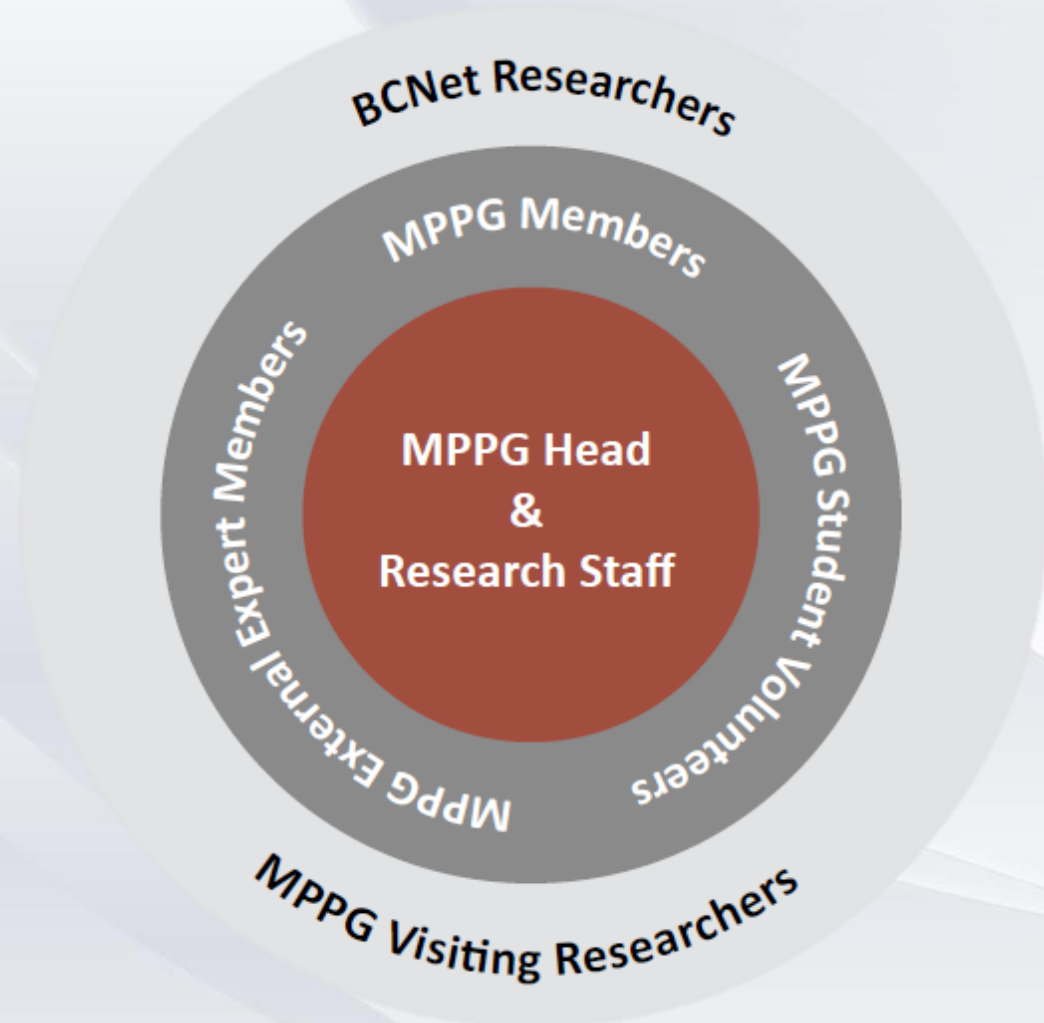 BCNet Researchers
MPPG Members
MPPG External Expert Members
MPPG Student Volunteers
MPPG Head
&
Research Staff
MPPG Visiting Researchers